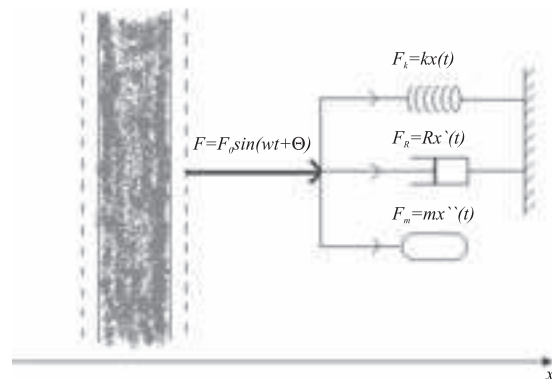 F_k=kx(t)
F=F_0sin(wt+Θ)
F_R=Rx`(t)
F_m=mx``(t)
x